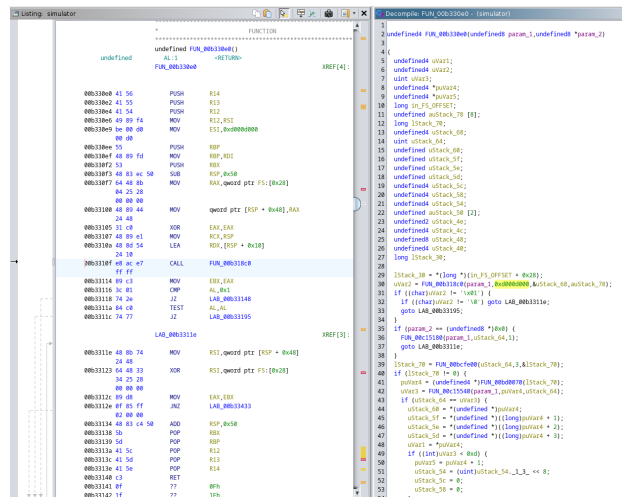 Listing: simulator
* FUNCTION
undefined FUN_00b330e0()
undefined AL:1 <RETURN>
FUN_00b330e0 XREF[4]:
00b330e0 41 56 PUSH R14
00b330e2 41 55 PUSH R13
00b330e4 41 54 PUSH R12
00b330e6 49 89 f4 MOV R12,RSI
00b330e9 be 00 d0 MOV ESI,0xd000d000
00 d0
00b330ee 55 PUSH RBP
00b330ef 48 89 fd MOV RBP,RDI
00b330f2 53 PUSH RBX
00b330f3 48 83 ec 50 SUB RSP,0x50
00b330f7 64 48 8b MOV RAX,qword ptr FS:[0x28]
04 25 28
00 00 00
00b33100 48 89 44 MOV qword ptr [RSP + 0x48],RAX
24 48
00b33105 31 c0 XOR EAX,EAX
00b33107 48 89 e1 MOV RCX,RSP
00b3310a 48 8d 54 LEA RDX,[RSP + 0x10]
24 10
00b3310f e8 ac e7 CALL FUN_00b318c0
ff ff
00b33114 89 c3 MOV EBX,EAX
00b33116 3c 01 CMP AL,0x1
00b33118 74 2e JZ LAB_00b33148
00b3311a 84 c0 TEST AL,AL
00b3311c 74 77 JZ LAB_00b33195
LAB_00b3311e XREF[3]:
00b3311e 48 8b 74 MOV RSI,qword ptr [RSP + 0x48]
24 48
00b33123 64 48 33 XOR RSI,qword ptr FS:[0x28]
34 25 28
00 00 00
00b3312c 89 d8 MOV EAX,EBX
00b3312e 0f 85 ff JNZ LAB_00b33433
02 00 00
00b33134 48 83 c4 50 ADD RSP,0x50
00b33138 5b POP RBX
00b33139 5d POP RBP
00b3313a 41 5c POP R12
00b3313c 41 5d POP R13
00b3313e 41 5e POP R14
00b33140 c3 RET
00b33141 0f ?? 0Fh
00b33142 1f ?? 1Fh
Decompile: FUN_00b330e0 - (simulator)
1
2 undefined4 FUN_00b330e0(undefined8 param_1,undefined8 *param_2)
3
4 {
5 undefined4 uVar1;
6 undefined4 uVar2;
7 uint uVar3;
8 undefined4 *puVar4;
9 undefined4 *puVar5;
10 long in_FS_OFFSET;
11 undefined auStack_78 [8];
12 long lStack_70;
13 undefined4 uStack_68;
14 uint uStack_64;
15 undefined uStack_60;
16 undefined uStack_5f;
17 undefined uStack_5e;
18 undefined uStack_5d;
19 undefined4 uStack_5c;
20 undefined4 uStack_58;
21 undefined4 uStack_54;
22 undefined auStack_50 [2];
23 undefined4 uStack_4e;
24 undefined4 uStack_4c;
25 undefined8 uStack_48;
26 undefined4 uStack_40;
27 long lStack_30;
28
29 lStack_30 = *(long *)(in_FS_OFFSET + 0x28);
30 uVar2 = FUN_00b318c0(param_1,0xd000d000,&uStack_68,auStack_78);
31 if ((char)uVar2 != '\x01') {
32 if ((char)uVar2 != '\0') goto LAB_00b3311e;
33 goto LAB_00b33195;
34 }
35 if (param_2 == (undefined8 *)0x0) {
36 FUN_00c15180(param_1,uStack_64,1);
37 goto LAB_00b3311e;
38 }
39 lStack_70 = FUN_00bcfe00(uStack_64,3,&lStack_70);
40 if (lStack_70 != 0) {
41 puVar4 = (undefined4 *)FUN_00bd0070(lStack_70);
42 uVar3 = FUN_00c15540(param_1,puVar4,uStack_64);
43 if (uStack_64 == uVar3) {
44 uStack_60 = *(undefined *)puVar4;
45 uStack_5f = *(undefined *)((long)puVar4 + 1);
46 uStack_5e = *(undefined *)((long)puVar4 + 2);
47 uStack_5d = *(undefined *)((long)puVar4 + 3);
48 uVar1 = *puVar4;
49 if ((int)uVar3 < 0xd) {
50 puVar5 = puVar4 + 1;
51 uStack_54 = (uint)uStack_54._1_3_ << 8;
52 uStack_5c = 0;
53 uStack_58 = 0;